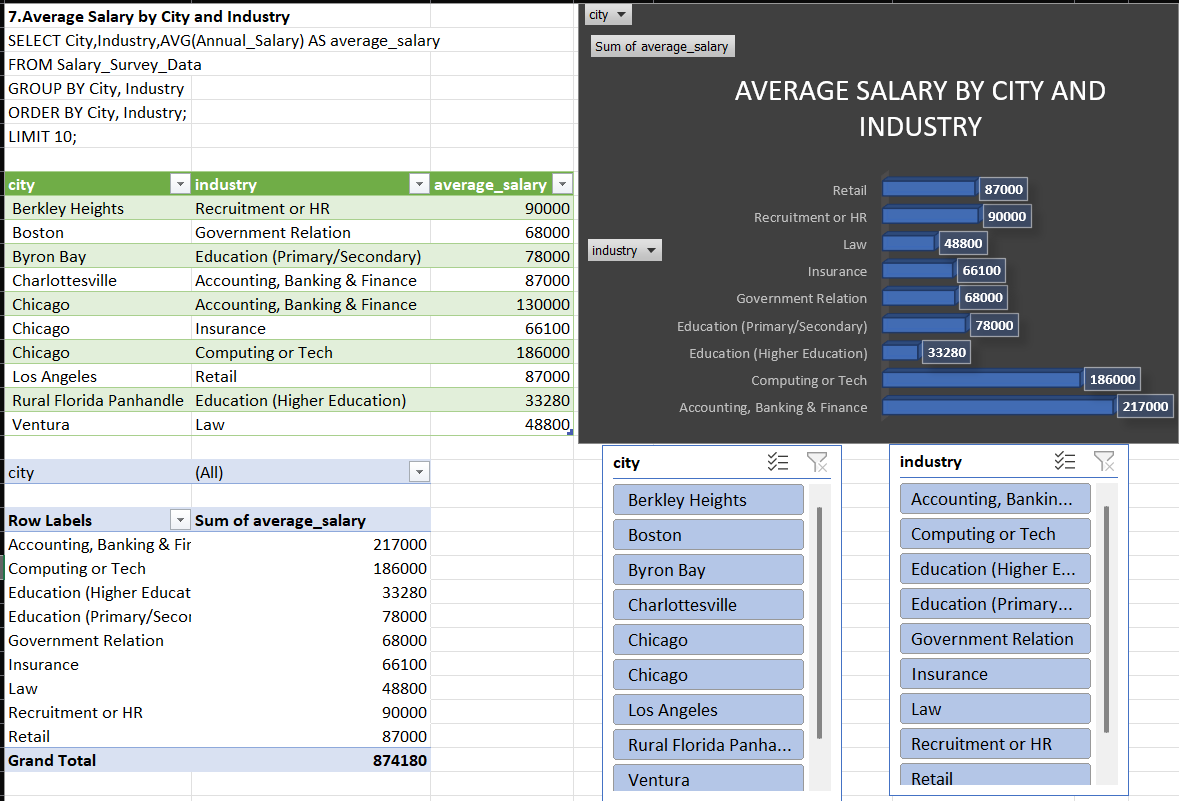 7.Average Salary by City and Industry
SELECT City,Industry,AVG(Annual_Salary) AS average_salary
FROM Salary_Survey_Data
GROUP BY City, Industry
ORDER BY City, Industry;
LIMIT 10;
city industry average_salary
Berkley Heights Recruitment or HR 90000
Boston Government Relation 68000
Byron Bay Education (Primary/Secondary) 78000
Charlottesville Accounting, Banking & Finance 87000
Chicago Accounting, Banking & Finance 130000
Chicago Insurance 66100
Chicago Computing or Tech 186000
Los Angeles Retail 87000
Rural Florida Panhandle Education (Higher Education) 33280
Ventura Law 48800
city (All)
Row Labels Sum of average_salary
Accounting, Banking & Fir 217000
Computing or Tech 186000
Education (Higher Educat 33280
Education (Primary/Secor 78000
Government Relation 68000
Insurance 66100
Law 48800
Recruitment or HR 90000
Retail 87000
Grand Total 874180
city
Sum of average_salary
AVERAGE SALARY BY CITY AND
INDUSTRY
industry
Retail 87000
Recruitment or HR 90000
Law 48800
Insurance 66100
Government Relation 68000
Education (Primary/Secondary) 78000
Education (Higher Education) 33280
Computing or Tech 186000
Accounting, Banking & Finance 217000
city
Berkley Heights
Boston
Byron Bay
Charlottesville
Chicago
Chicago
Los Angeles
Rural Florida Panha...
Ventura
industry
Accounting, Bankin...
Computing or Tech
Education (Higher E...
Education (Primary...
Government Relation
Insurance
Law
Recruitment or HR
Retail